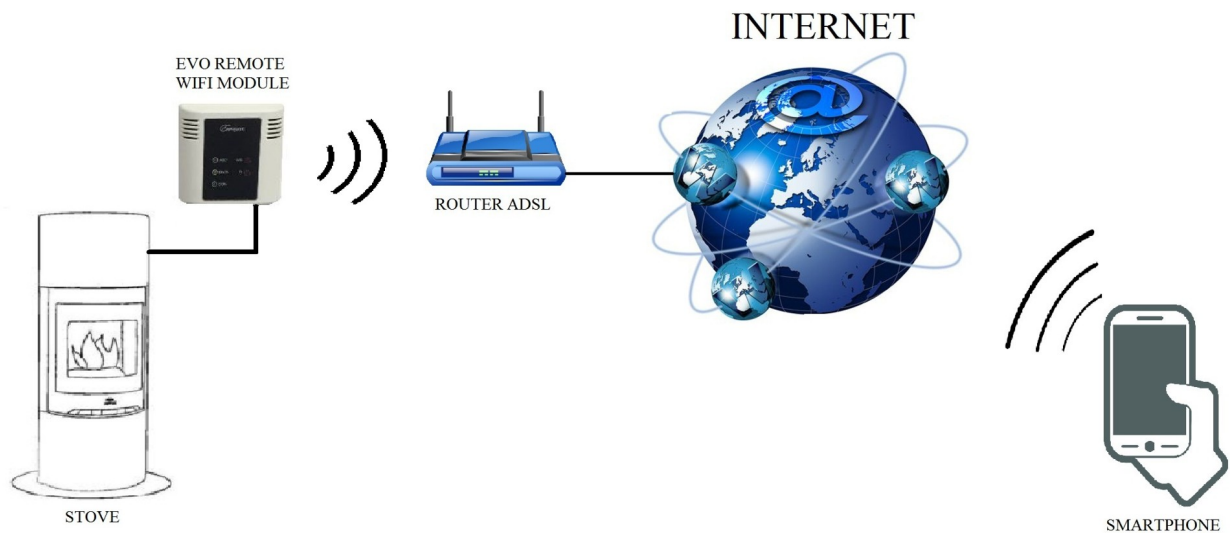 INTERNET
EVO REMOTE
WIFI MODULE
ROUTER ADSL
STOVE
SMARTPHONE